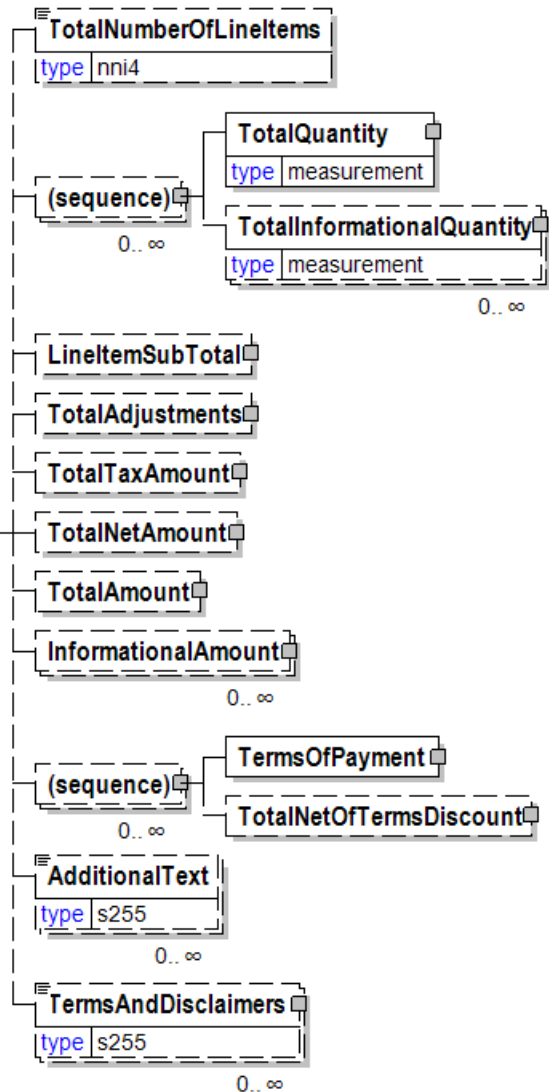 TotalNumberOfLineItems
type nni4
TotalQuantity
type measurement
(sequence)
0.. ∞
TotalInformationalQuantity
type measurement
0.. ∞
LineItemSubTotal
TotalAdjustments
TotalTaxAmount
TotalNetAmount
TotalAmount
InformationalAmount
0.. ∞
TermsOfPayment
(sequence)
0.. ∞
TotalNetOfTermsDiscount
AdditionalText
type s255
0.. ∞
TermsAndDisclaimers
type s255
0.. ∞